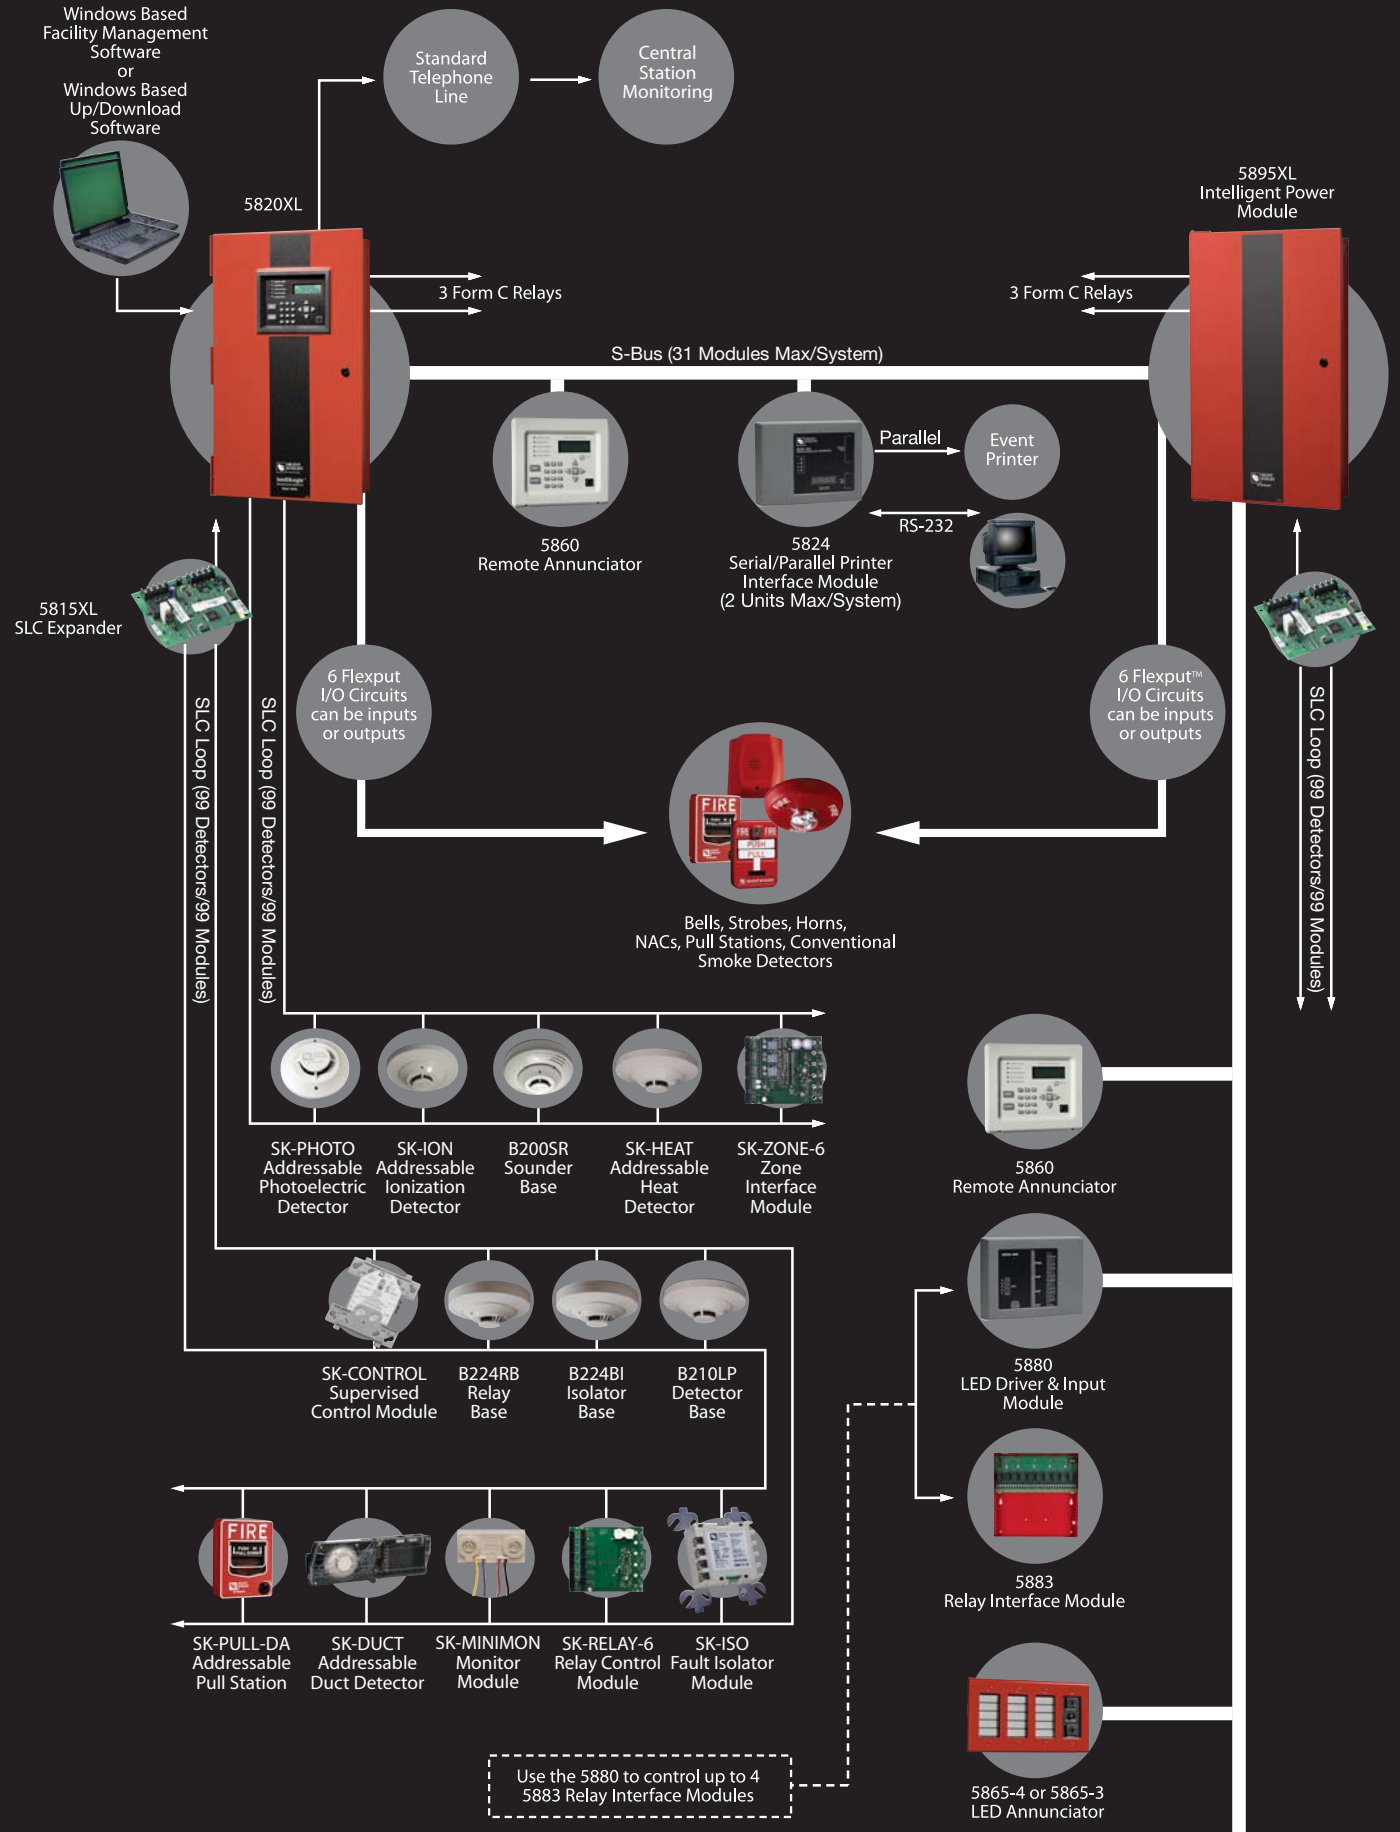 Windows Based
Facility Management
Software
or
Windows Based
Up/Download
Software
Standard
Telephone
Line
Central
Station
Monitoring
5820XL
5895XL
Intelligent Power
Module
3 Form C Relays
3 Form C Relays
S-Bus (31 Modules Max/System)
5860
Remote Annunciator
Parallel
Event
Printer
RS-232
5824
Serial/Parallel Printer
Interface Module
(2 Units Max/System)
5815XL
SLC Expander
SLC Loop (99 Detectors/99 Modules)
SLC Loop (99 Detectors/99 Modules)
6 Flexput
I/O Circuits
can be inputs
or outputs
6 Flexput™
I/O Circuits
can be inputs
or outputs
SLC Loop (99 Detectors/99 Modules)
FIRE
FIRE
FIRE
FIRE FIRE
PUSH
PULL
Bells, Strobes, Horns,
NACs, Pull Stations, Conventional
Smoke Detectors
SK-PHOTO
Addressable
Photoelectric
Detector
SK-ION
Addressable
Ionization
Detector
B200SR
Sounder
Base
SK-HEAT
Addressable
Heat
Detector
SK-ZONE-6
Zone
Interface
Module
5860
Remote Annunciator
SK-CONTROL
Supervised
Control Module
B224RB
Relay
Base
B224BI
Isolator
Base
B210LP
Detector
Base
5880
LED Driver & Input
Module
5883
Relay Interface Module
FIRE
SK-PULL-DA
Addressable
Pull Station
SK-DUCT
Addressable
Duct Detector
SK-MINIMON
Monitor
Module
SK-RELAY-6
Relay Control
Module
SK-ISO
Fault Isolator
Module
Use the 5880 to control up to 4
5883 Relay Interface Modules
5865-4 or 5865-3
LED Annunciator